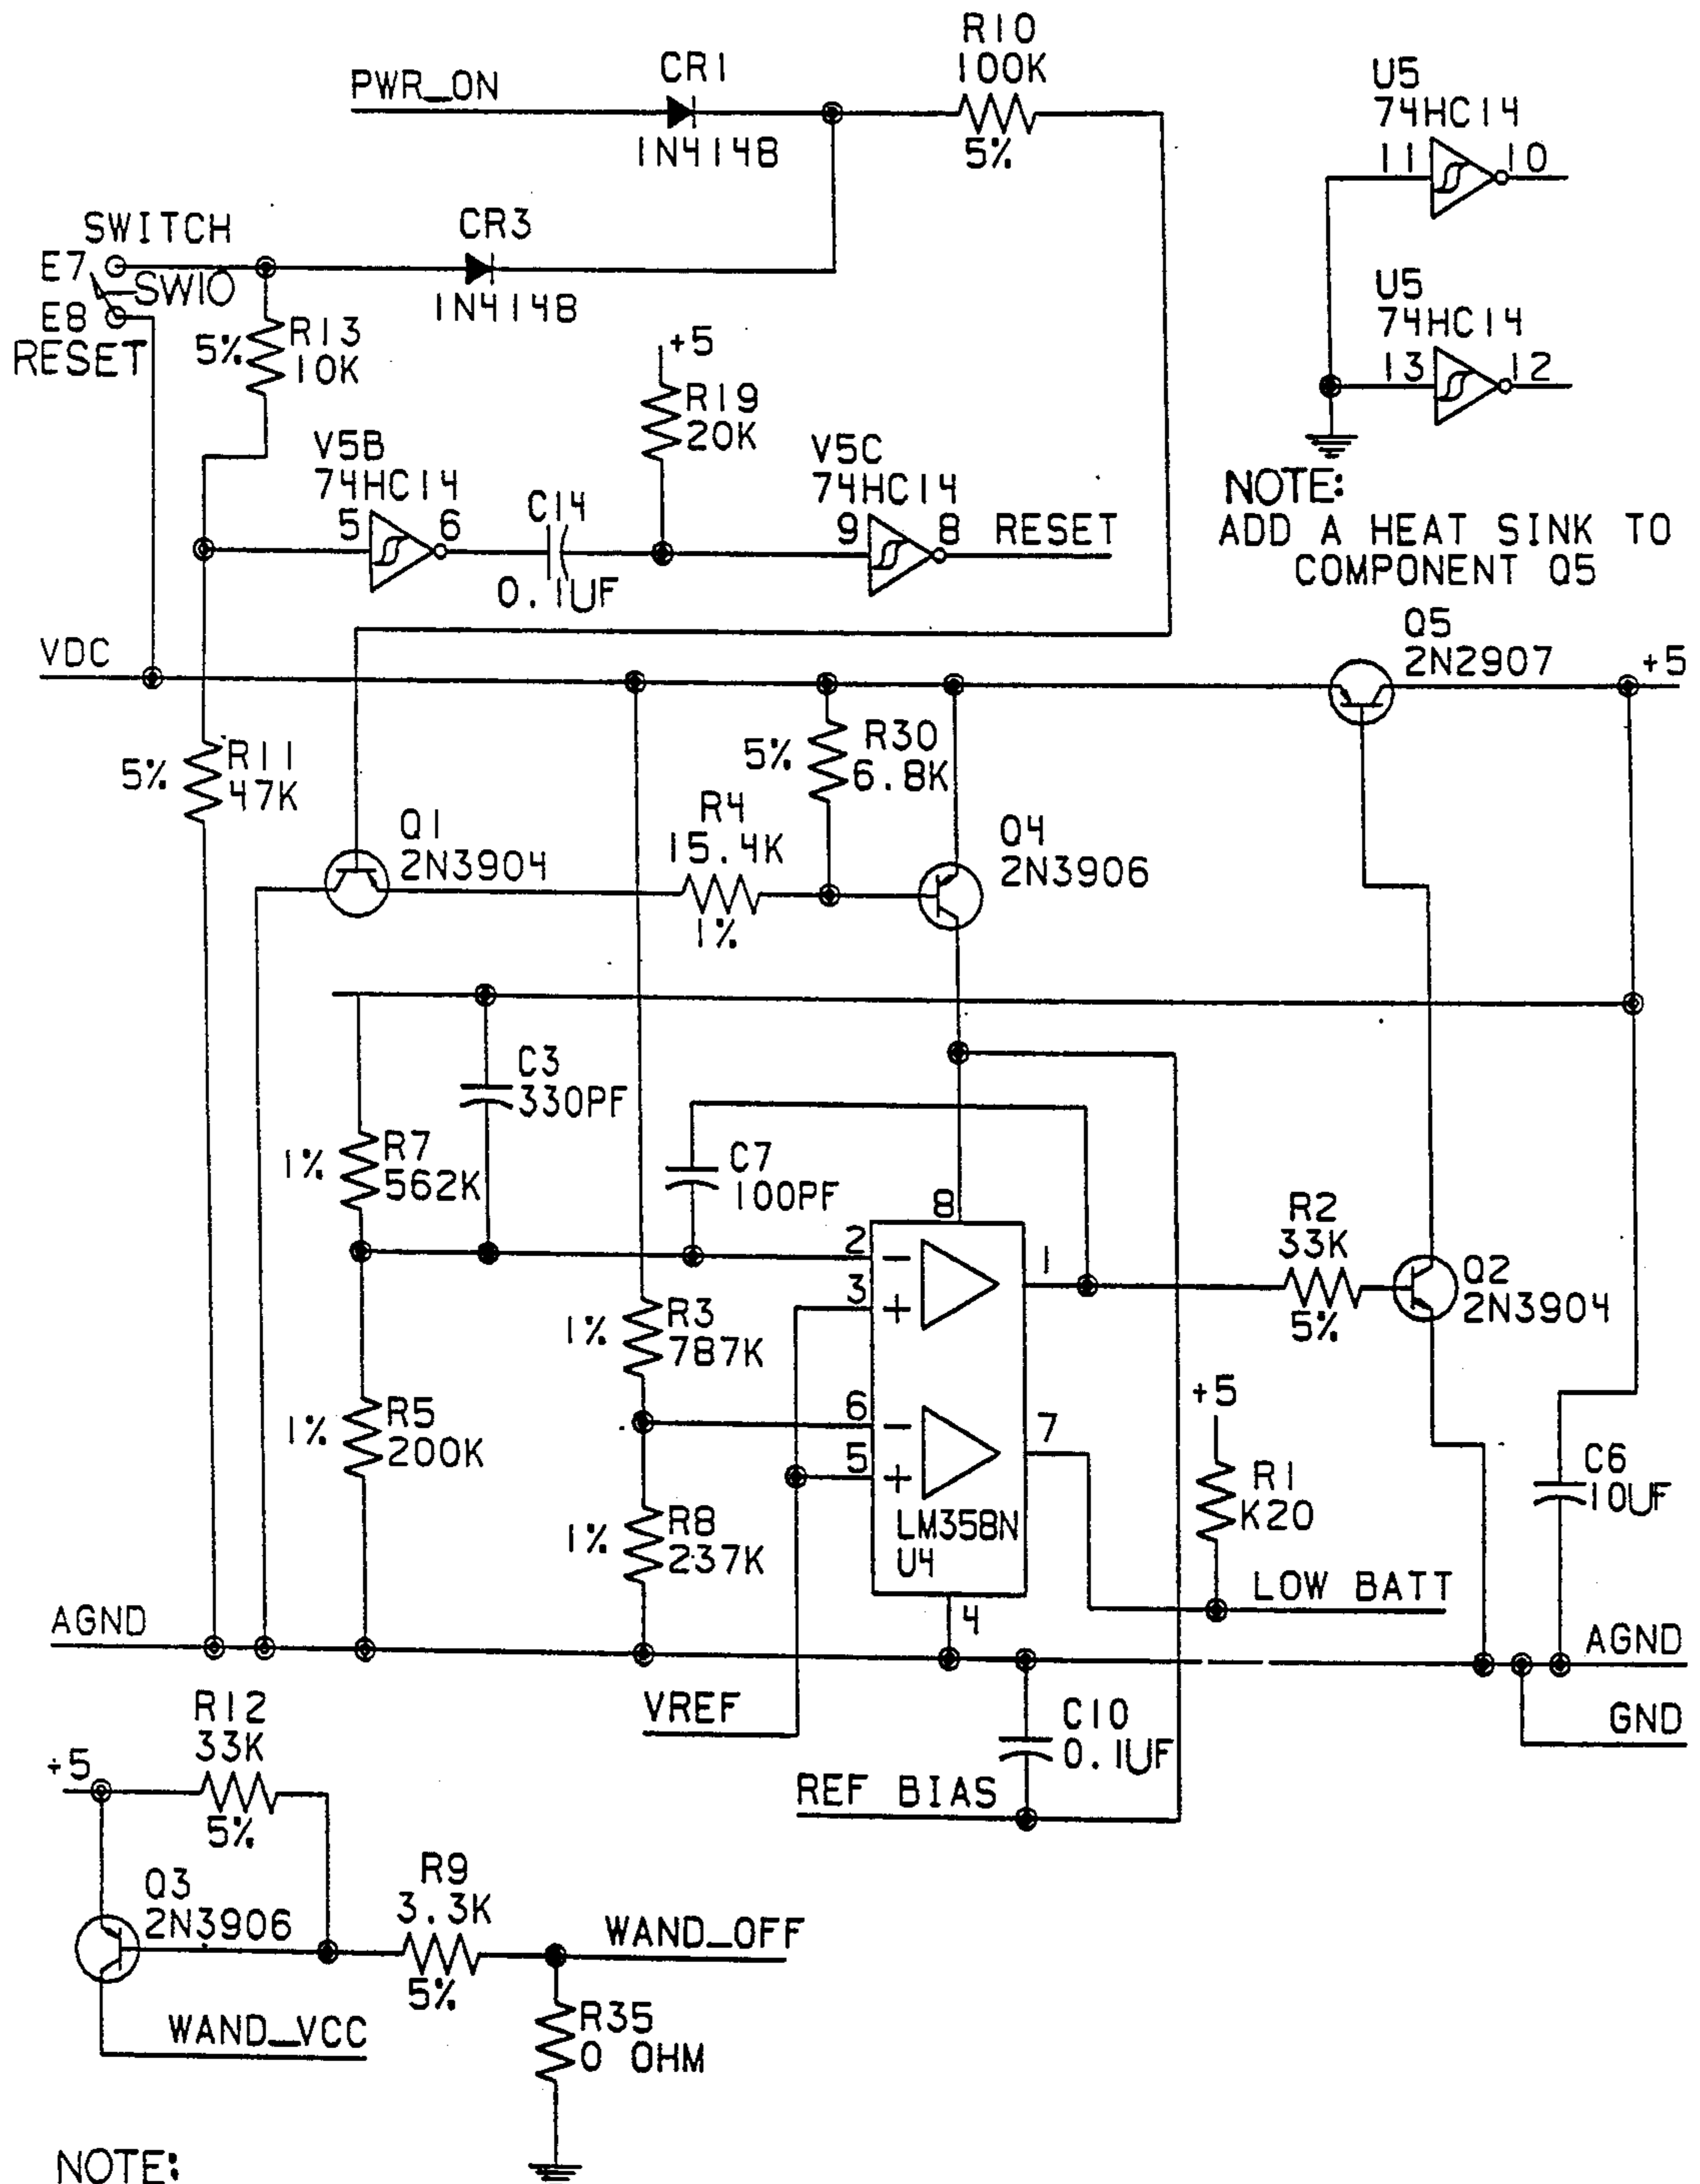 R10
100K
5%
PWR_ON
CR1
1N4148
U5
74HC14
11
10
SWITCH
E7
SW10
E8
RESET
CR3
1N4148
5%
R13
10K
+5
R19
20K
U5
74HC14
13
12
V5B
74HC14
5
6
C14
0.1UF
V5C
74HC14
9
8
RESET
NOTE:
ADD A HEAT SINK TO
COMPONENT Q5
VDC
Q5
2N2907
+5
5%
R11
47K
5%
R30
6.8K
Q1
2N3904
R4
15.4K
1%
Q4
2N3906
C3
330PF
1%
R7
562K
C7
100PF
8
2
-
3
+
1
R2
33K
5%
Q2
2N3904
1%
R3
787K
1%
R5
200K
6
-
5
+
7
+5
R1
K20
C6
10UF
1%
R8
237K
LM358N
U4
4
LOW BATT
AGND
AGND
VREF
GND
C10
0.1UF
REF BIAS
R12
33K
+5
5%
Q3
2N3906
R9
3.3K
5%
WAND_OFF
WAND_VCC
R35
0 OHM
NOTE: